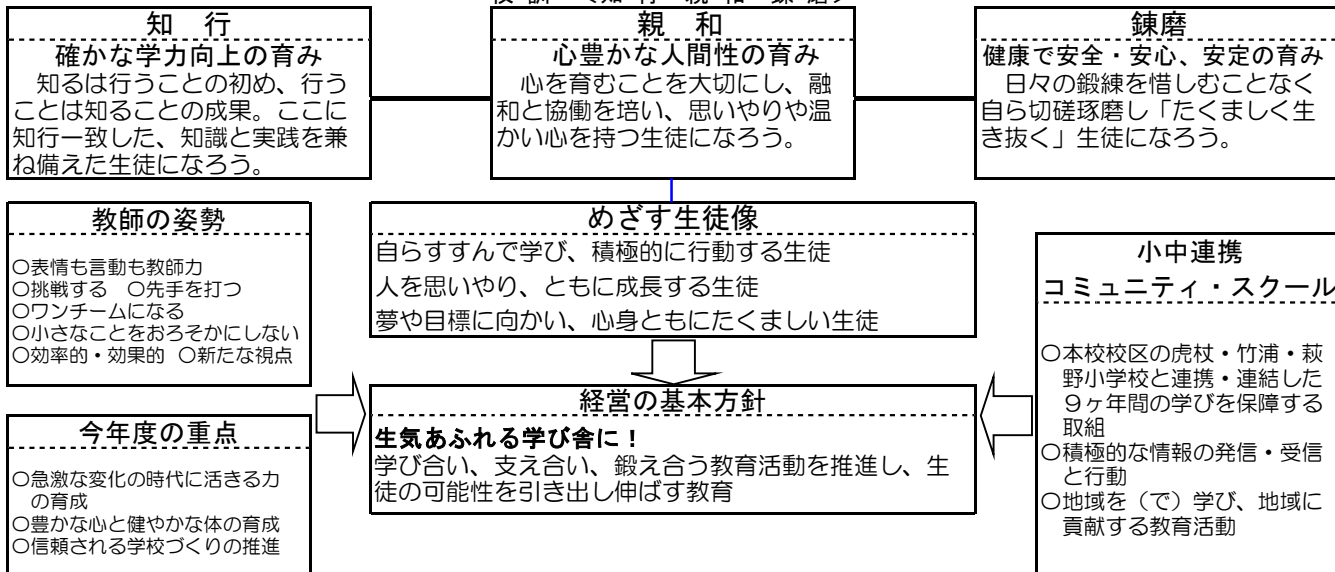 知　行
確かな学力向上の育み
知るは行うことの初め、行う
ことは知ることの成果。ここに
知行一致した、知識と実践を兼
ね備えた生徒になろう。
親　和
心豊かな人間性の育み
心を育むことを大切にし、融
和と協働を培い、思いやりや温
かい心を持つ生徒になろう。
錬磨
健康で安全・安心、安定の育み
日々の鍛練を惜しむことなく
自ら切磋琢磨し「たくましく生
き抜く」生徒になろう。
教師の姿勢
○表情も言動も教師力
○挑戦する　○先手を打つ
○ワンチームになる
○小さなことをおろそかにしない
○効率的・効果的　○新たな視点
めざす生徒像
自らすすんで学び、積極的に行動する生徒
人を思いやり、ともに成長する生徒
夢や目標に向かい、心身ともにたくましい生徒
小中連携
コミュニティ・スクール
○本校校区の虎杖・竹浦・萩
野小学校と連携・連結した
９ヶ年間の学びを保障する
取組
○積極的な情報の発信・受信
と行動
○地域を（で）学び、地域に
貢献する教育活動
今年度の重点
○急激な変化の時代に活きる力
の育成
○豊かな心と健やかな体の育成
○信頼される学校づくりの推進
経営の基本方針
生気あふれる学び舎に！
学び合い、支え合い、鍛え合う教育活動を推進し、生
徒の可能性を引き出し伸ばす教育